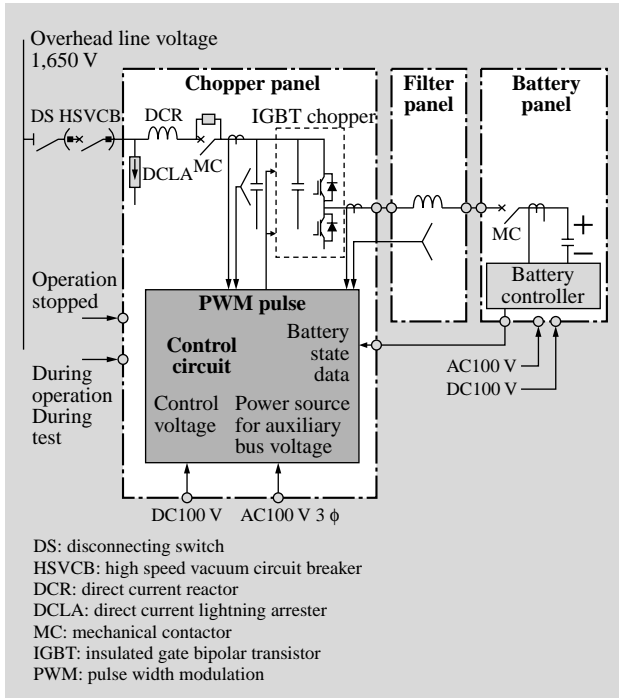 Overhead line voltage
1,650 V
Chopper panel
Filter
panel
Battery
panel
DS HSVCB
DCR
IGBT chopper
MC
DCLA
MC
+
−
Battery
controller
Operation
stopped
PWM pulse
Control
circuit
Battery
state
data
AC100 V
DC100 V
During
operation
During
test
Control
voltage
Power source
for auxiliary
bus voltage
DC100 V
AC100 V 3 ϕ
DS: disconnecting switch
HSVCB: high speed vacuum circuit breaker
DCR: direct current reactor
DCLA: direct current lightning arrester
MC: mechanical contactor
IGBT: insulated gate bipolar transistor
PWM: pulse width modulation